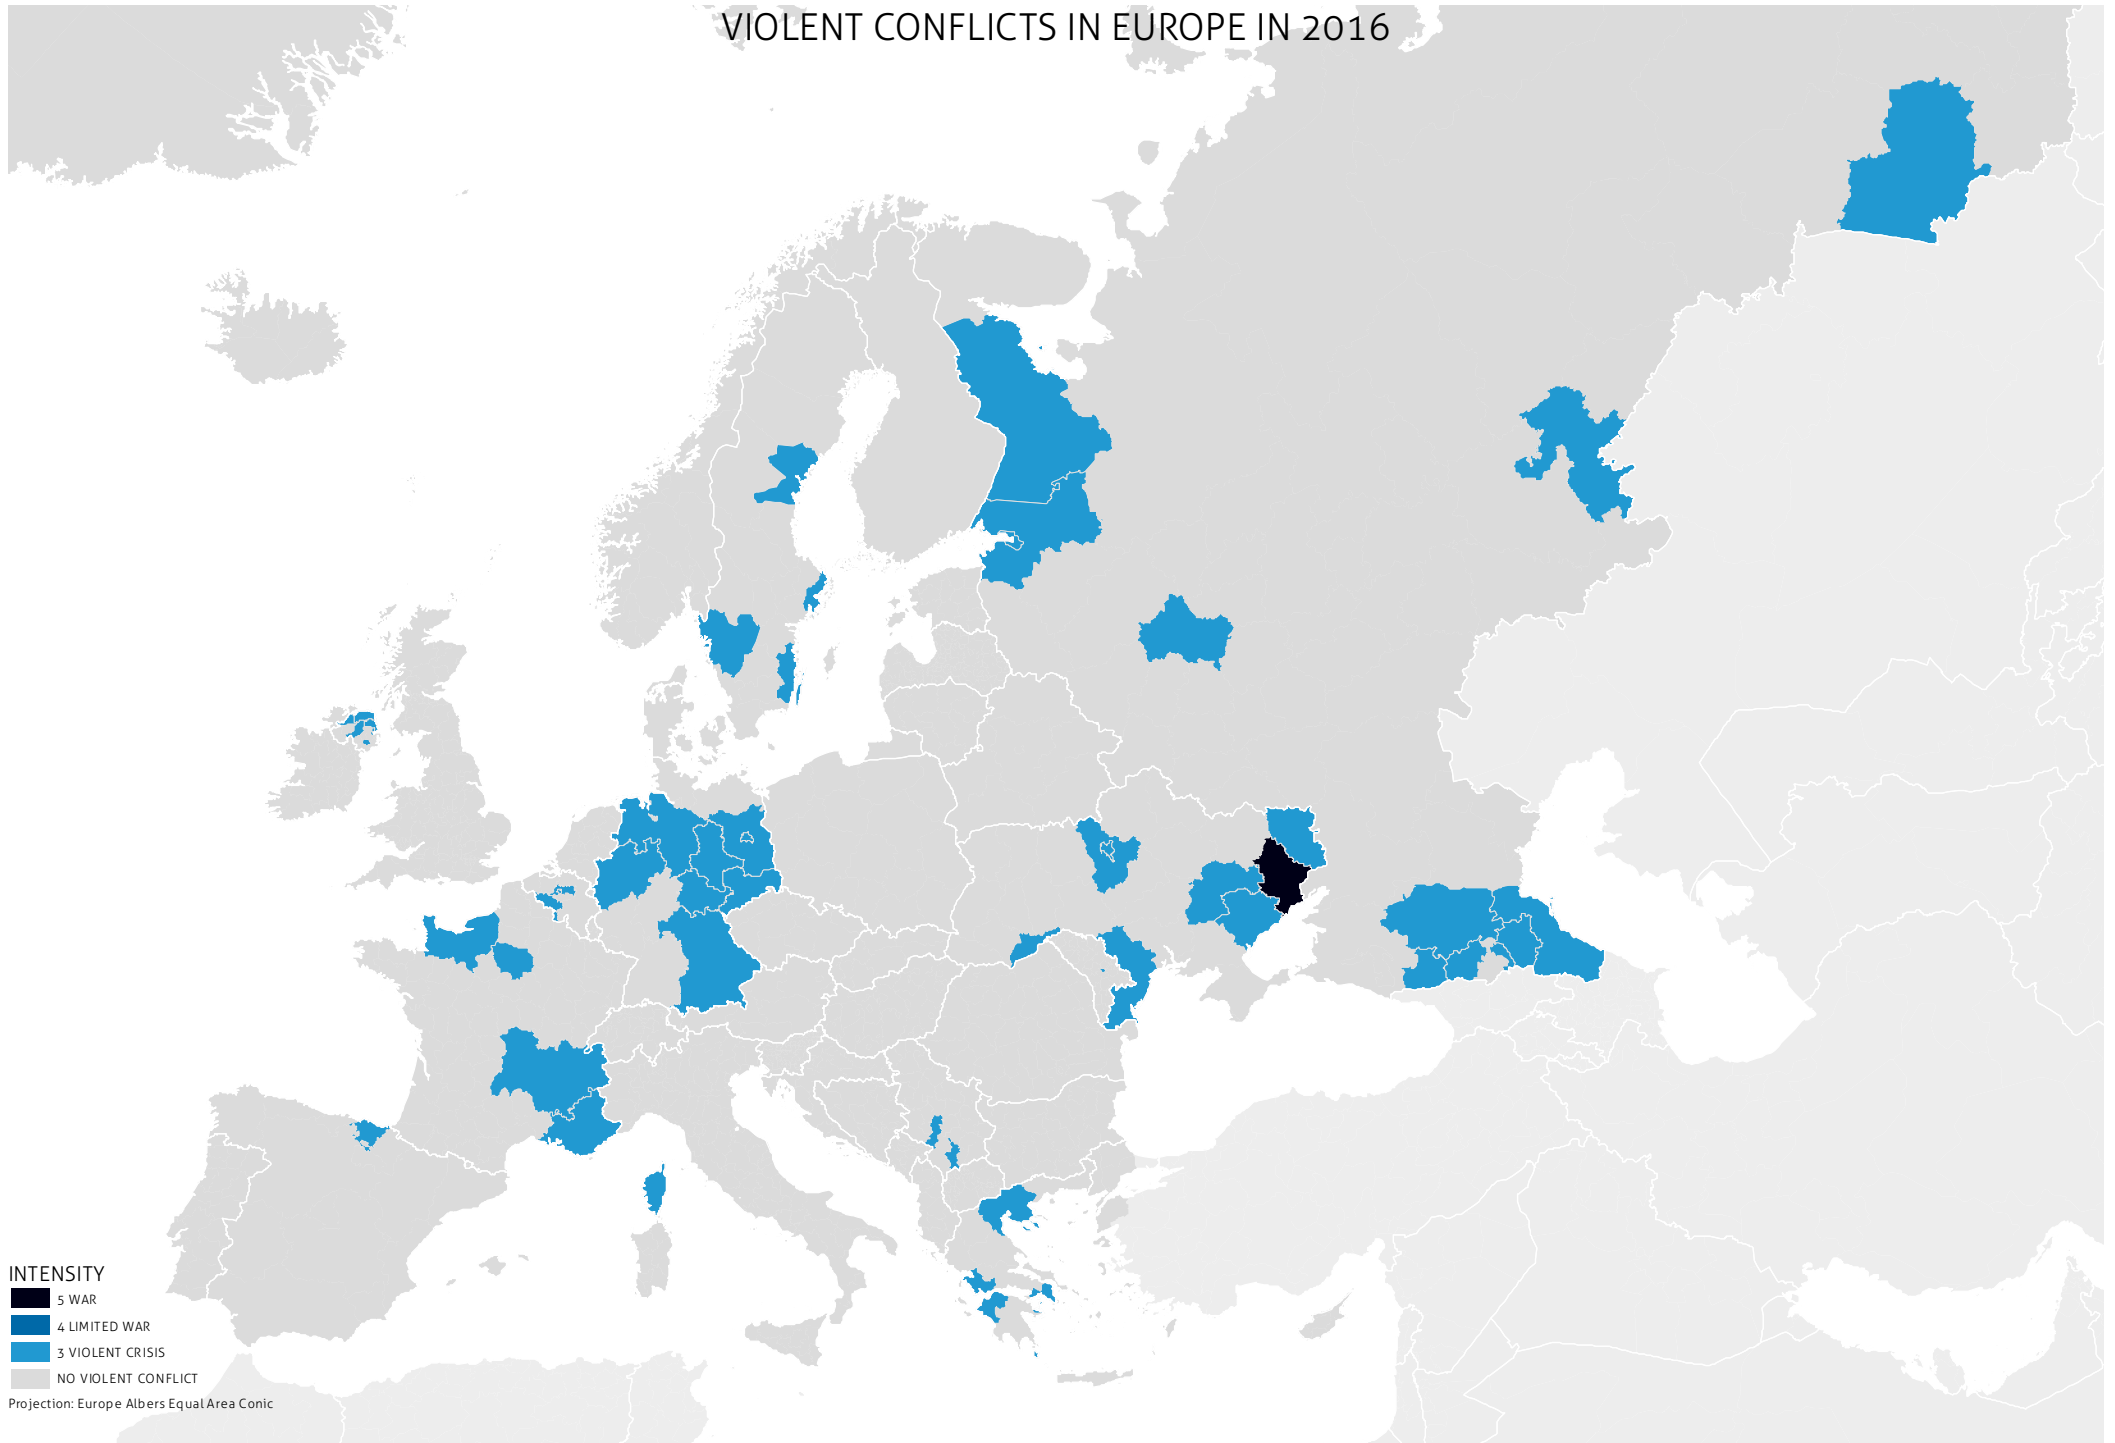 VIOLENT CONFLICTS IN EUROPE IN 2016
INTENSITY
5 WAR
4 LIMITED WAR
3 VIOLENT CRISIS
NO VIOLENT CONFLICT
Projection: Europe Albers Equal Area Conic